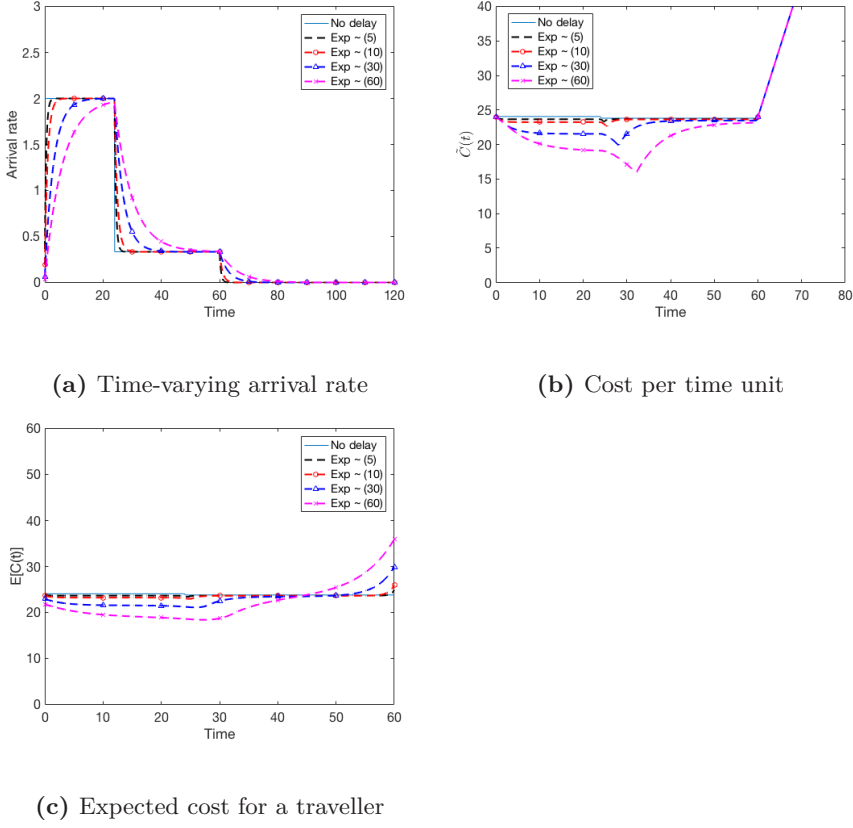 3
2.5
2
1.5
1
0.5
0
Arrival rate
0 20 40 60 80 100 120
Time
No delay
Exp ~ (5)
Exp ~ (10)
Exp ~ (30)
Exp ~ (60)
(a) Time-varying arrival rate
40
35
30
25
20
15
10
5
0
C̃(t)
0 10 20 30 40 50 60 70 80
Time
No delay
Exp ~ (5)
Exp ~ (10)
Exp ~ (30)
Exp ~ (60)
(b) Cost per time unit
60
50
40
30
20
10
0
E[C(t)]
0 10 20 30 40 50 60
Time
No delay
Exp ~ (5)
Exp ~ (10)
Exp ~ (30)
Exp ~ (60)
(c) Expected cost for a traveller